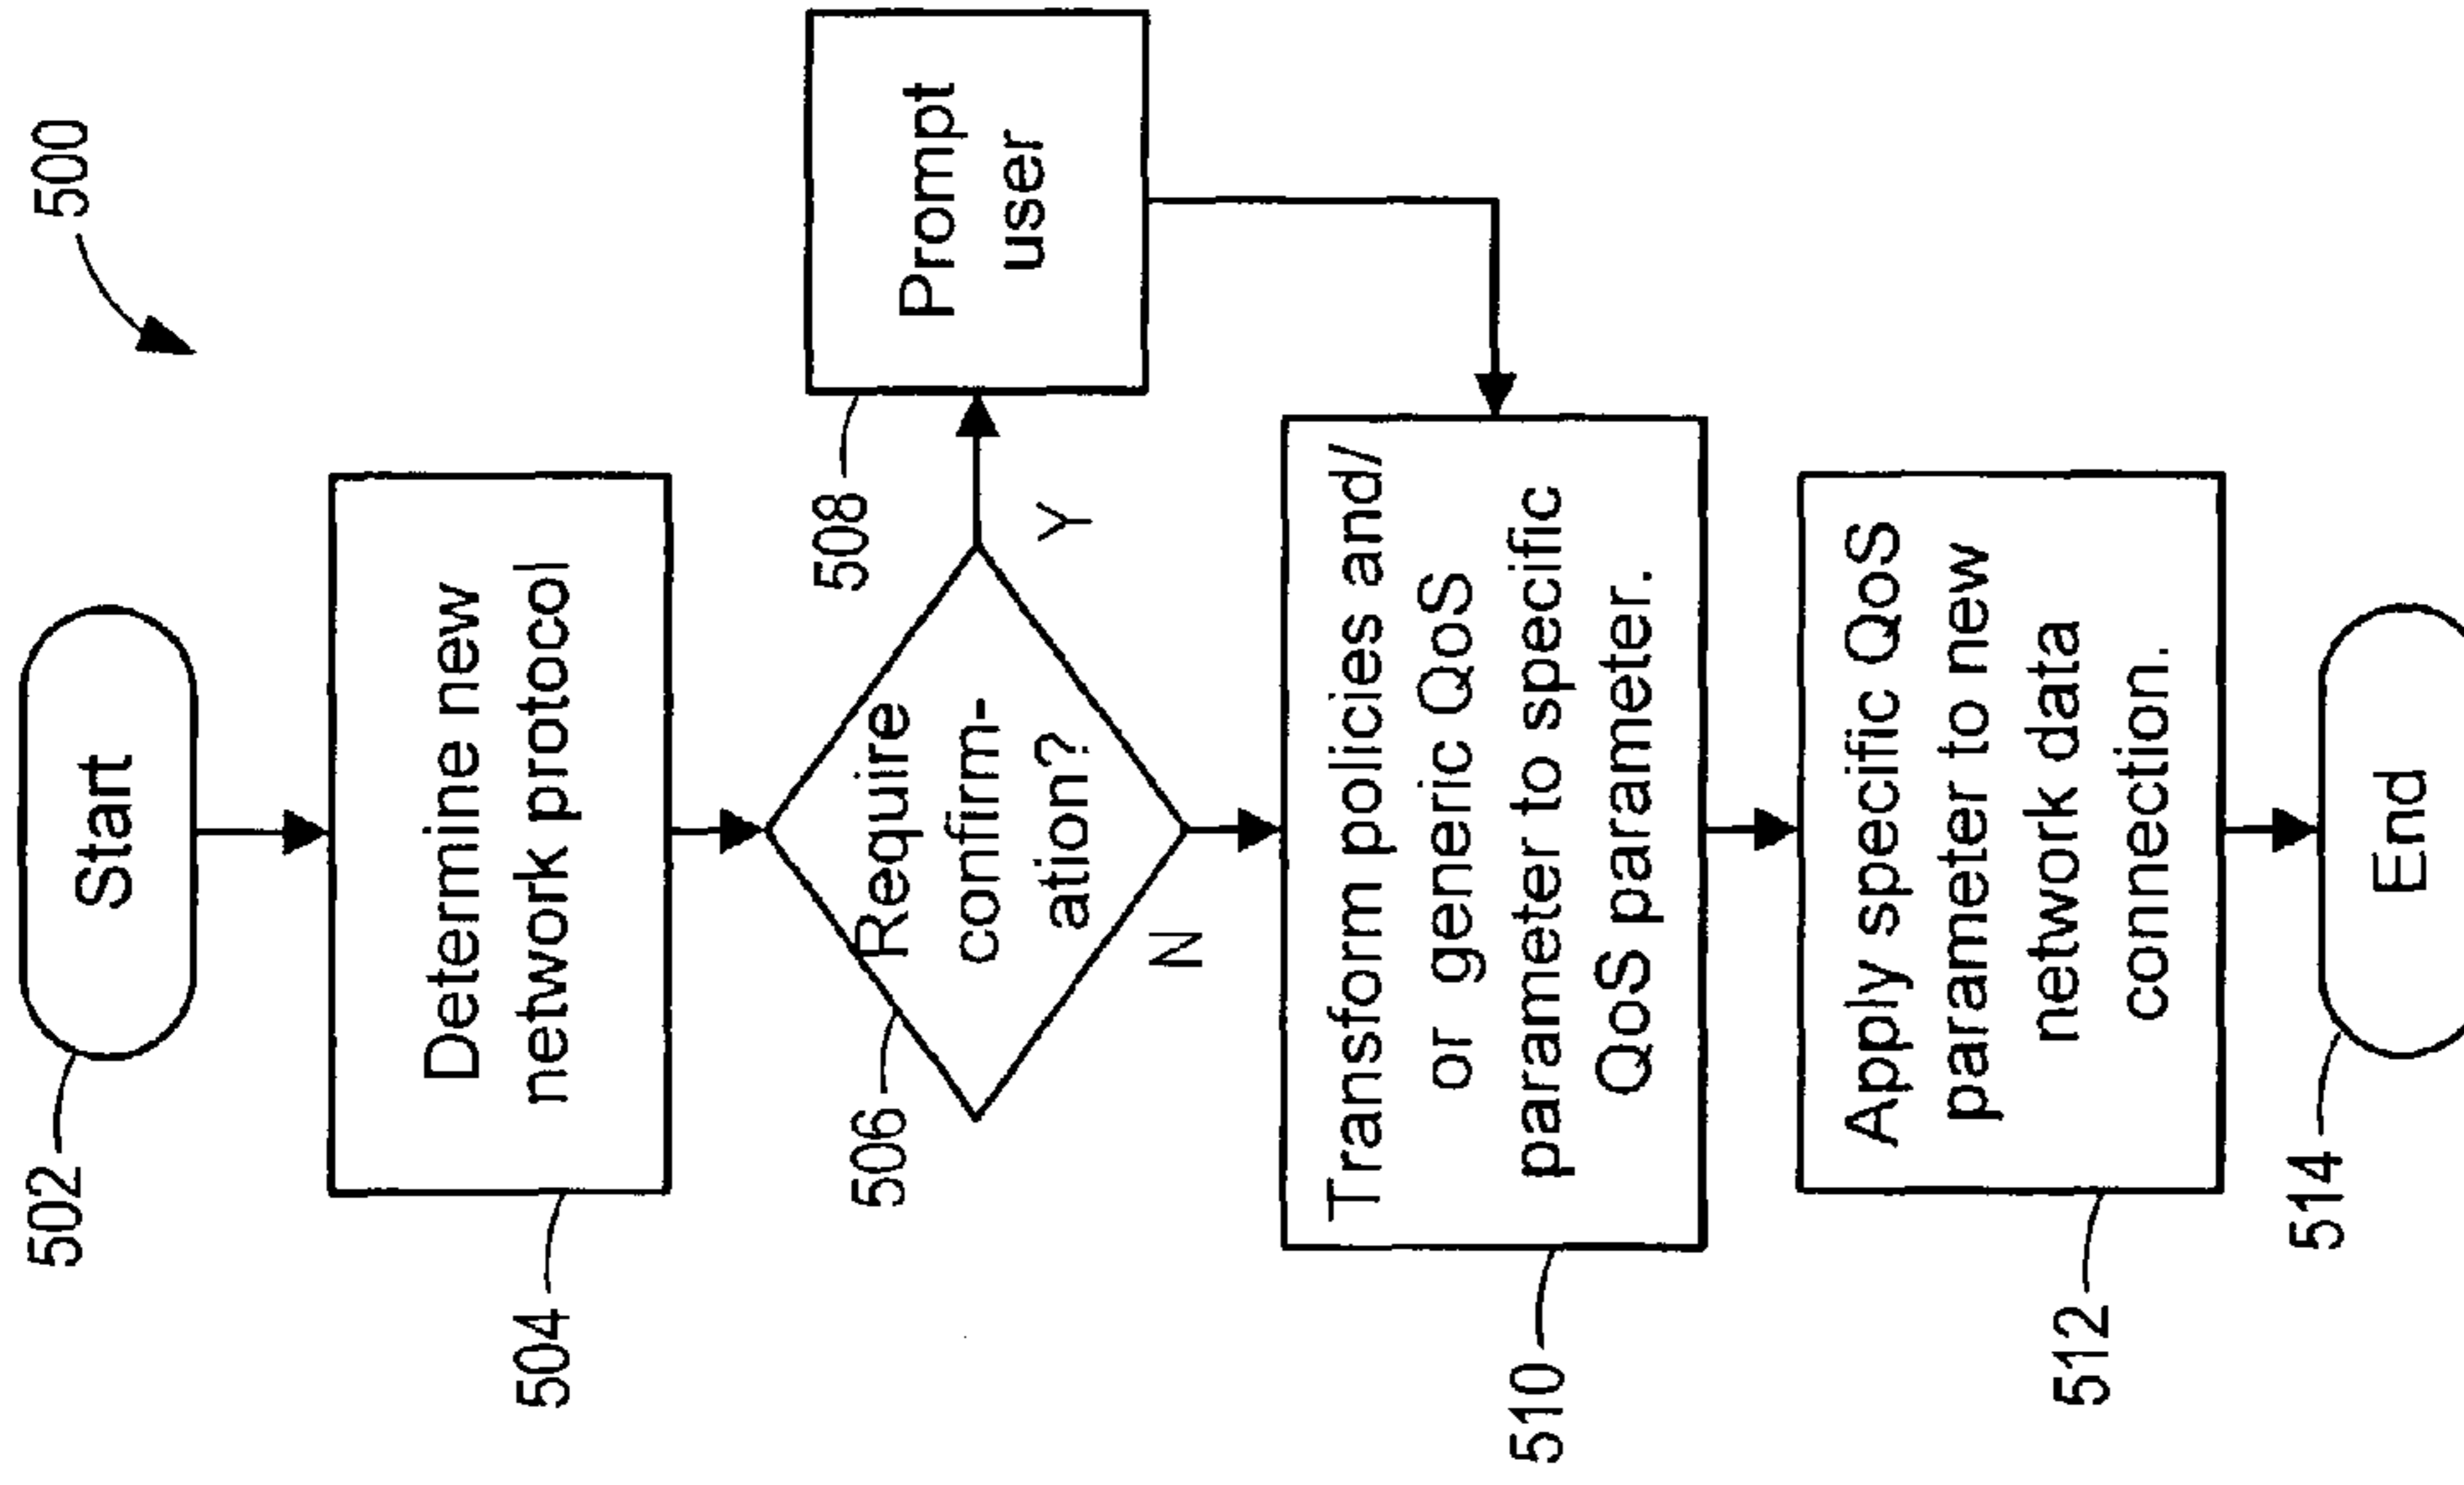 500
502
Start
504
Determine new
network protocol
506
Require
confirm-
ation?
Y
N
508
Prompt
user
510
Transform policies and/
or generic QoS
parameter to specific
QoS parameter.
512
Apply specific QoS
parameter to new
network data
connection.
514
End